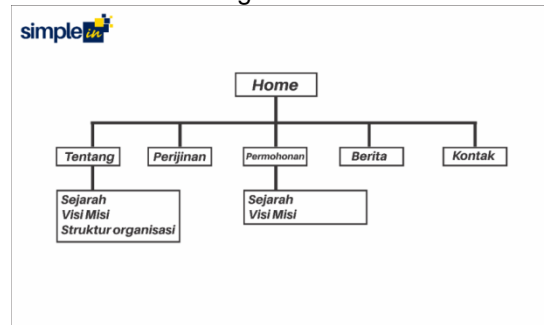 simple in
Home
Tentang
Perijinan
Permohonan
Berita
Kontak
Sejarah
Visi Misi
Struktur organisasi
Sejarah
Visi Misi